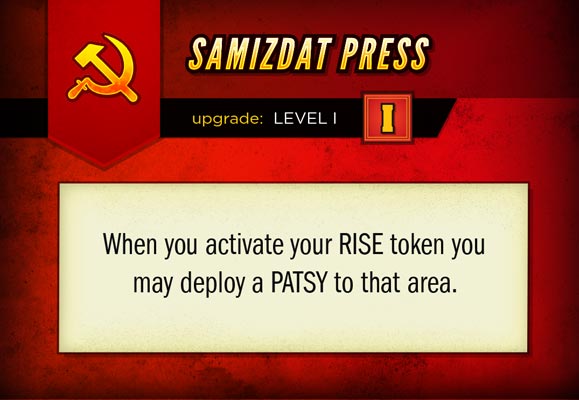 SAMIZDAT PRESS
upgrade: LEVEL I
I
When you activate your RISE token you
may deploy a PATSY to that area.